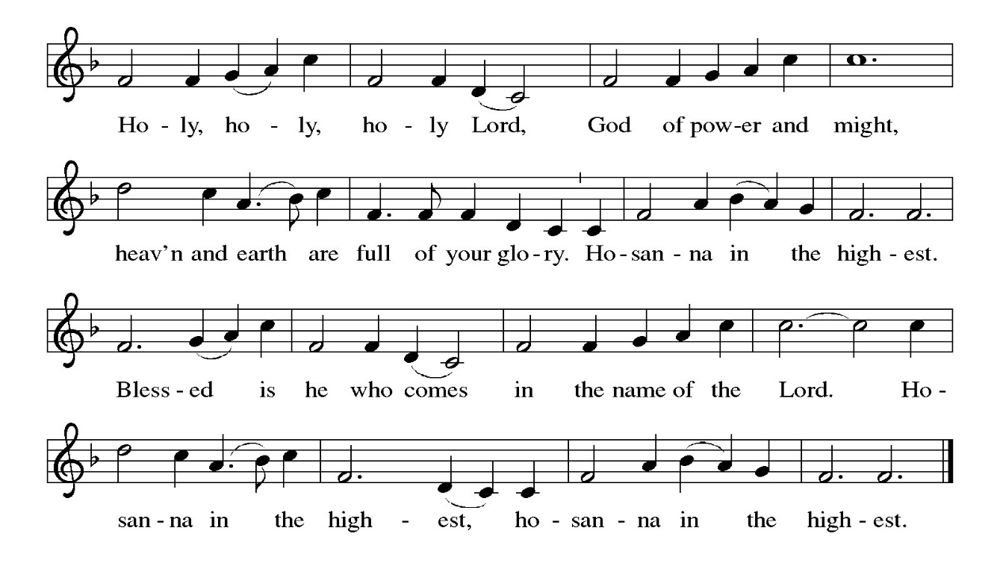 Ho - ly, ho - ly, ho - ly Lord, God of pow-er and might,
heav'n and earth are full of your glo-ry. Ho-san - na in the high - est.
Bless - ed is he who comes in the name of the Lord. Ho -
san - na in the high - est, ho - san - na in the high - est.